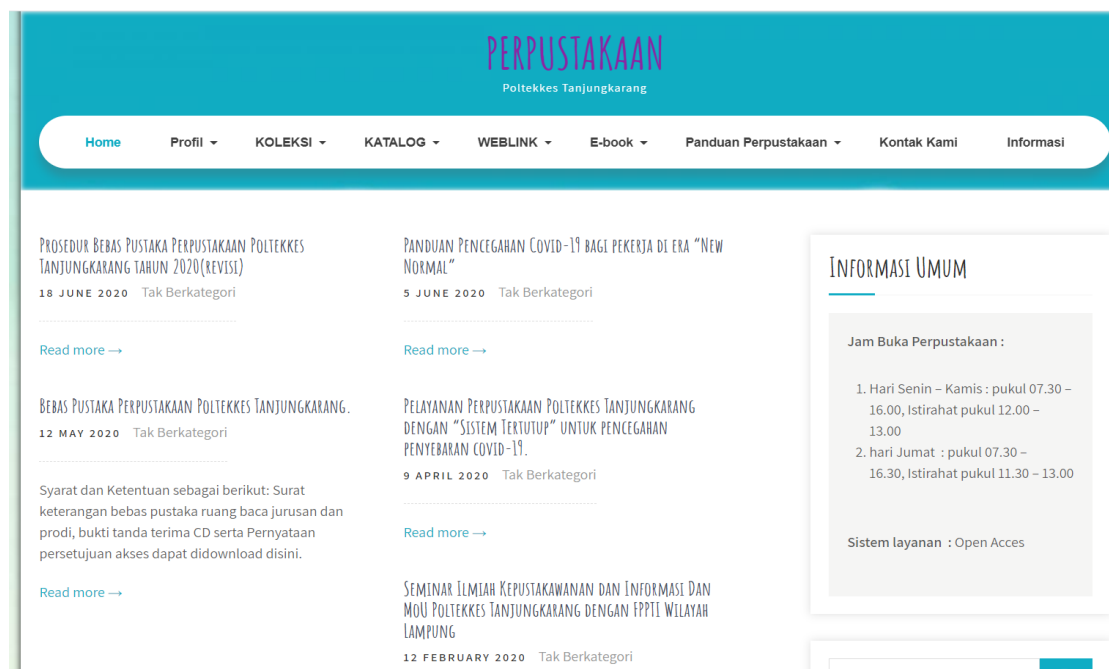 PERPUSTAKAAN
Poltekkes Tanjungkarang
Home Profil KOLEKSI KATALOG WEBLINK E-book Panduan Perpustakaan Kontak Kami Informasi
Prosedur Bebas Pustaka Perpustakaan Poltekkes
Tanjungkarang tahun 2020(revisi)
18 JUNE 2020 Tak Berkategori
Read more →
Bebas Pustaka Perpustakaan Poltekkes Tanjungkarang.
12 MAY 2020 Tak Berkategori
Syarat dan Ketentuan sebagai berikut: Surat
keterangan bebas pustaka ruang baca jurusan dan
prodi, bukti tanda terima CD serta Pernyataan
persetujuan akses dapat didownload disini.
Read more →
Panduan Pencegahan Covid-19 bagi pekerja di era “New
Normal”
5 JUNE 2020 Tak Berkategori
Read more →
Pelayanan Perpustakaan Poltekkes Tanjungkarang
dengan “Sistem Tertutup” untuk pencegahan
penyebaran covid-19.
9 APRIL 2020 Tak Berkategori
Read more →
Seminar Ilmiah Kepustakawanan dan Informasi Dan
MoU Poltekkes Tanjungkarang dengan FPPTI Wilayah
Lampung
12 FEBRUARY 2020 Tak Berkategori
Informasi Umum
Jam Buka Perpustakaan :
1. Hari Senin – Kamis : pukul 07.30 –
16.00, Istirahat pukul 12.00 –
13.00
2. hari Jumat : pukul 07.30 –
16.30, Istirahat pukul 11.30 – 13.00
Sistem layanan : Open Acces